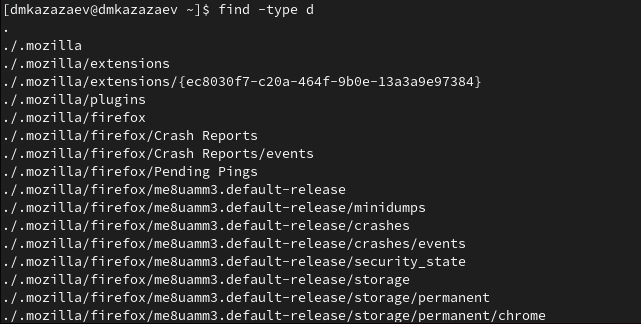 [dmkazazaev@dmkazazaev ~]$ find -type d
.
./.mozilla
./.mozilla/extensions
./.mozilla/extensions/{ec8030f7-c20a-464f-9b0e-13a3a9e97384}
./.mozilla/plugins
./.mozilla/firefox
./.mozilla/firefox/Crash Reports
./.mozilla/firefox/Crash Reports/events
./.mozilla/firefox/Pending Pings
./.mozilla/firefox/me8uamm3.default-release
./.mozilla/firefox/me8uamm3.default-release/minidumps
./.mozilla/firefox/me8uamm3.default-release/crashes
./.mozilla/firefox/me8uamm3.default-release/crashes/events
./.mozilla/firefox/me8uamm3.default-release/security_state
./.mozilla/firefox/me8uamm3.default-release/storage
./.mozilla/firefox/me8uamm3.default-release/storage/permanent
./.mozilla/firefox/me8uamm3.default-release/storage/permanent/chrome